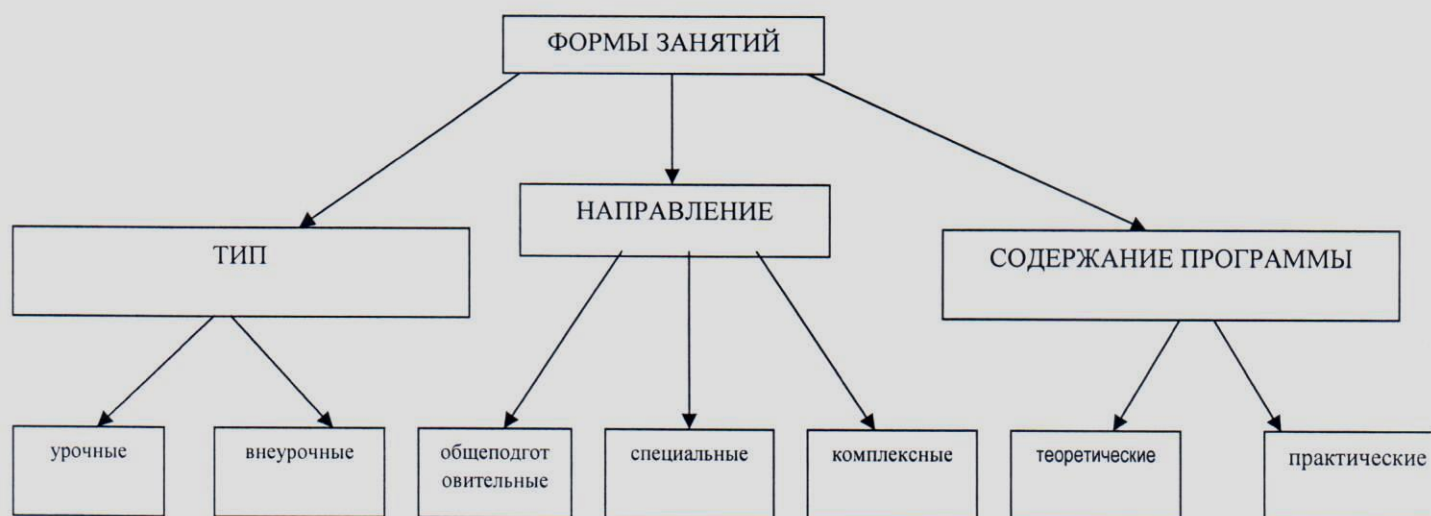 ФОРМЫ ЗАНЯТИЙ
НАПРАВЛЕНИЕ
ТИП
СОДЕРЖАНИЕ ПРОГРАММЫ
урочные
внеурочные
общеподгот
овительные
специальные
комплексные
теоретические
практические